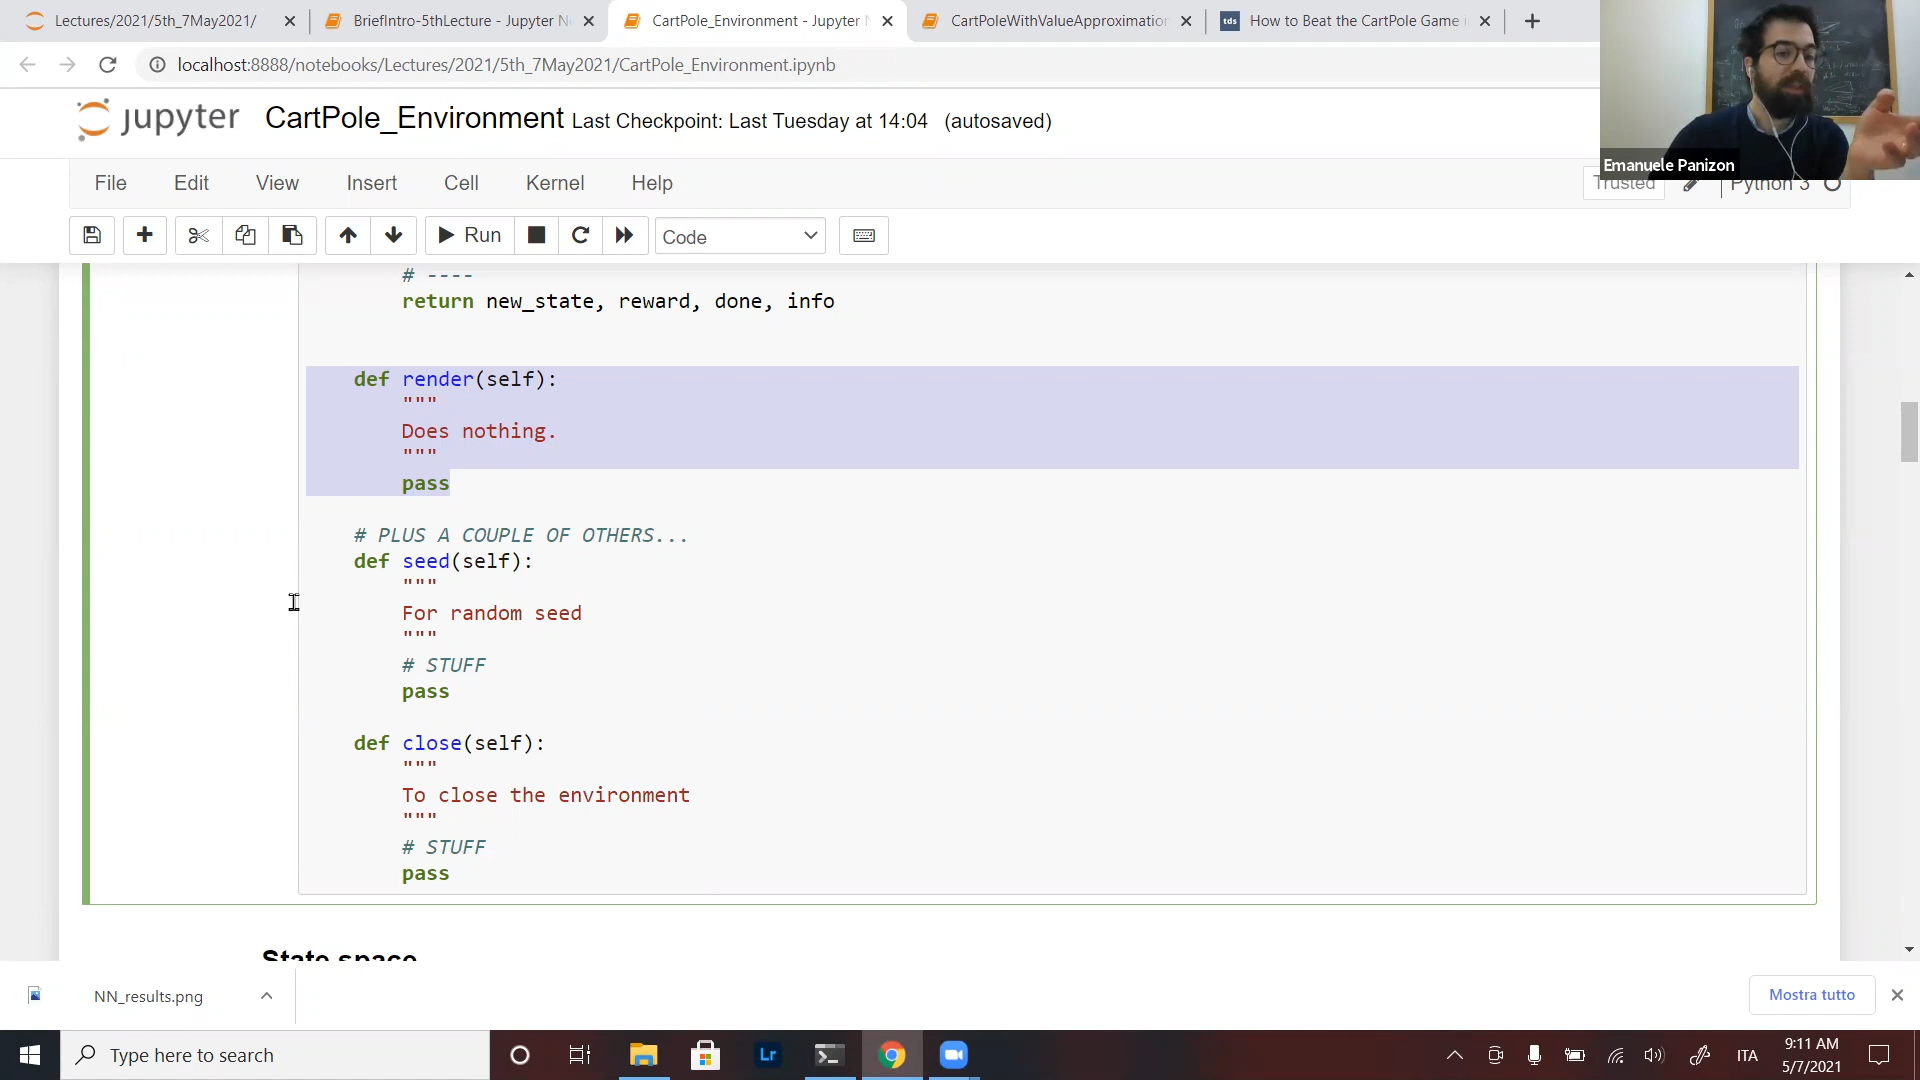 Lectures/2021/5th_7May2021/
BriefIntro-5thLecture - Jupyter N
CartPole_Environment - Jupyter
CartPoleWithValueApproximation
tds How to Beat the CartPole Game i
localhost:8888/notebooks/Lectures/2021/5th_7May2021/CartPole_Environment.ipynb
jupyter CartPole_Environment Last Checkpoint: Last Tuesday at 14:04 (autosaved)
Emanuele Panizon
File Edit View Insert Cell Kernel Help
Trusted Python 3
Run Code
# ----
return new_state, reward, done, info
def render(self):
"""
Does nothing.
"""
pass
# PLUS A COUPLE OF OTHERS...
def seed(self):
"""
For random seed
"""
# STUFF
pass
def close(self):
"""
To close the environment
"""
# STUFF
pass
State space
NN_results.png
Mostra tutto
Type here to search
Lr
ITA
9:11 AM
5/7/2021